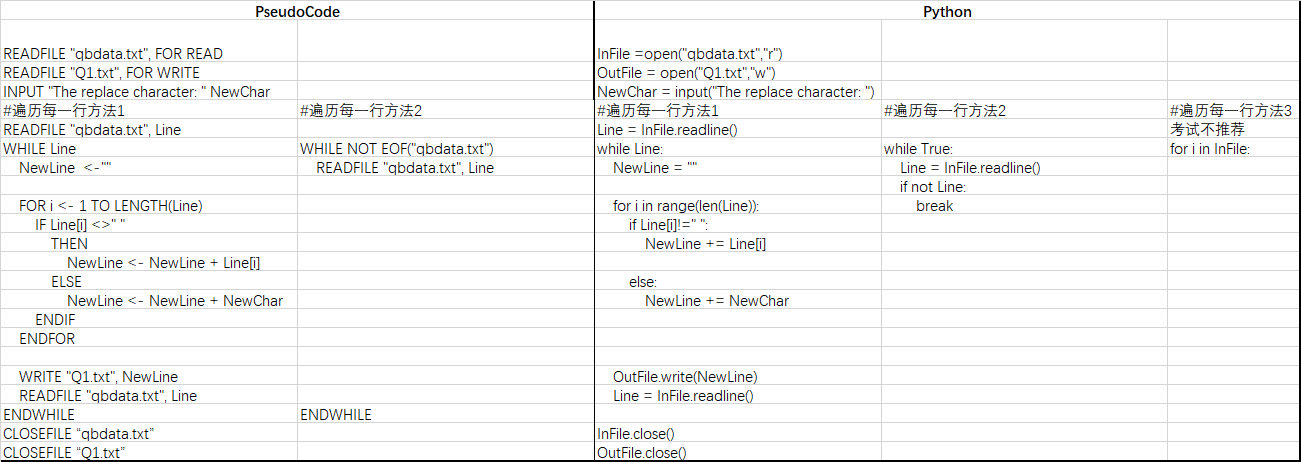 PseudoCode Python
READFILE "qbdata.txt", FOR READ InFile =open("qbdata.txt","r")
READFILE "Q1.txt", FOR WRITE OutFile = open("Q1.txt","w")
INPUT "The replace character: " NewChar NewChar = input("The replace character: ")
#遍历每一行方法1 #遍历每一行方法2 #遍历每一行方法1 #遍历每一行方法2 #遍历每一行方法3
READFILE "qbdata.txt", Line Line = InFile.readline() 考试不推荐
WHILE Line WHILE NOT EOF("qbdata.txt") while Line: while True: for i in InFile:
NewLine <-"" READFILE "qbdata.txt", Line NewLine = "" Line = InFile.readline()
if not Line:
FOR i <- 1 TO LENGTH(Line) for i in range(len(Line)): break
IF Line[i] <>" " if Line[i]!=" ":
THEN NewLine += Line[i]
NewLine <- NewLine + Line[i]
ELSE else:
NewLine <- NewLine + NewChar NewLine += NewChar
ENDIF
ENDFOR
WRITE "Q1.txt", NewLine OutFile.write(NewLine)
READFILE "qbdata.txt", Line Line = InFile.readline()
ENDWHILE ENDWHILE
CLOSEFILE “qbdata.txt” InFile.close()
CLOSEFILE “Q1.txt” OutFile.close()